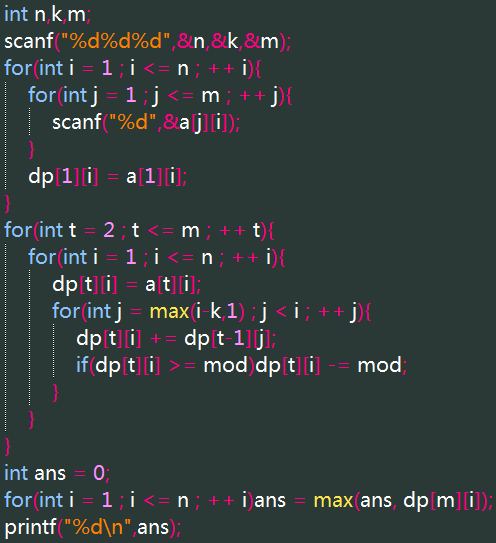 int n,k,m;
scanf("%d%d%d",&n,&k,&m);
for(int i = 1 ; i <= n ; ++ i){
    for(int j = 1 ; j <= m ; ++ j){
        scanf("%d",&a[j][i]);
    }
    dp[1][i] = a[1][i];
}
for(int t = 2 ; t <= m ; ++ t){
    for(int i = 1 ; i <= n ; ++ i){
        dp[t][i] = a[t][i];
        for(int j = max(i-k,1) ; j < i ; ++ j){
            dp[t][i] += dp[t-1][j];
            if(dp[t][i] >= mod)dp[t][i] -= mod;
        }
    }
}
int ans = 0;
for(int i = 1 ; i <= n ; ++ i)ans = max(ans, dp[m][i]);
printf("%d\n",ans);